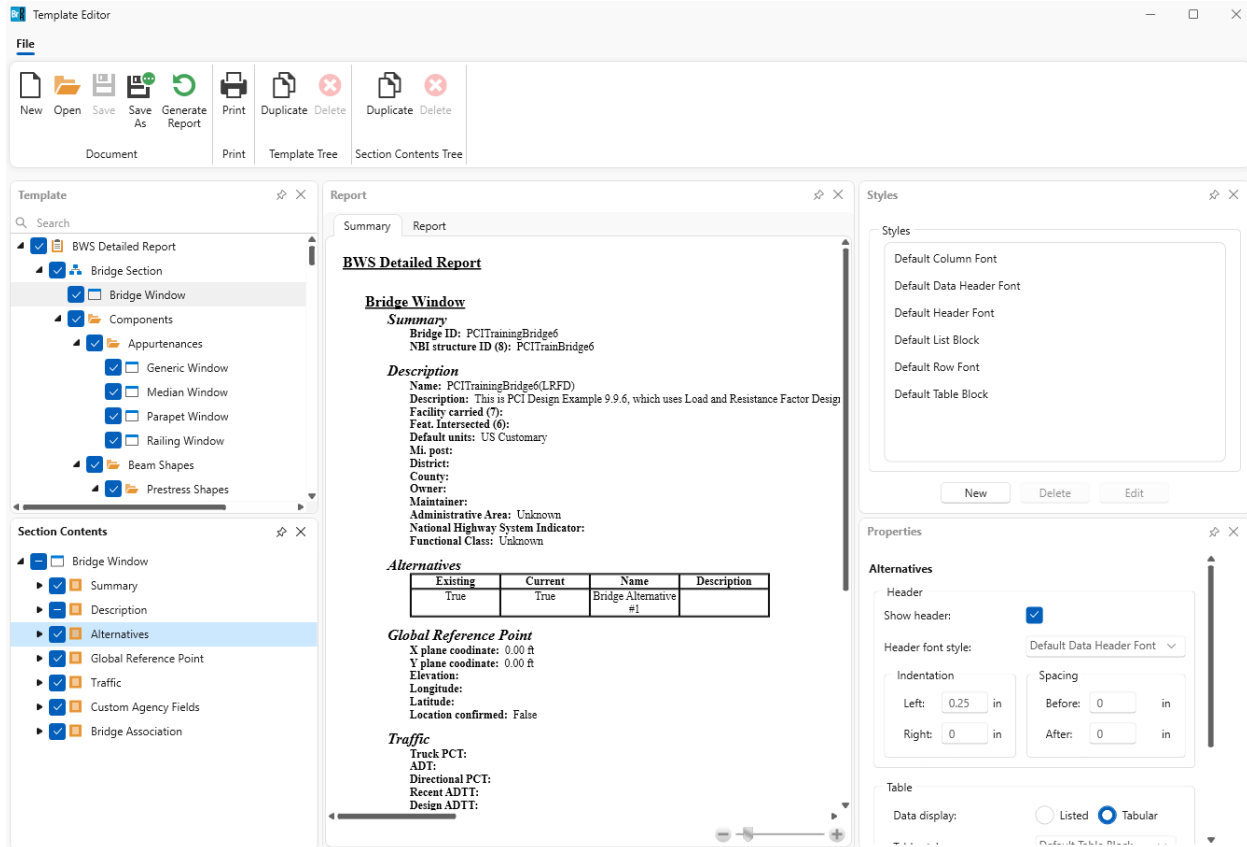 BrR Template Editor
File
New Open Save Save As Generate Report Print Duplicate Delete Duplicate Delete
Document Print Template Tree Section Contents Tree
Template
Search
BWS Detailed Report
Bridge Section
Bridge Window
Components
Appurtenances
Generic Window
Median Window
Parapet Window
Railing Window
Beam Shapes
Prestress Shapes
Section Contents
Bridge Window
Summary
Description
Alternatives
Global Reference Point
Traffic
Custom Agency Fields
Bridge Association
Report
Summary Report
BWS Detailed Report
Bridge Window
Summary
Bridge ID: PCITrainingBridge6
NBI structure ID (8): PCITrainBridge6
Description
Name: PCITrainingBridge6(LRFD)
Description: This is PCI Design Example 9.9.6, which uses Load and Resistance Factor Desig
Facility carried (7):
Feat. Intersected (6):
Default units: US Customary
Mi. post:
District:
County:
Owner:
Maintainer:
Administrative Area: Unknown
National Highway System Indicator:
Functional Class: Unknown
Alternatives
Existing Current Name Description
True True Bridge Alternative
#1
Global Reference Point
X plane coodinate: 0.00 ft
Y plane coodinate: 0.00 ft
Elevation:
Longitude:
Latitude:
Location confirmed: False
Traffic
Truck PCT:
ADT:
Directional PCT:
Recent ADTT:
Design ADTT:
Styles
Styles
Default Column Font
Default Data Header Font
Default Header Font
Default List Block
Default Row Font
Default Table Block
New Delete Edit
Properties
Alternatives
Header
Show header:
Header font style: Default Data Header Font
Indentation Spacing
Left: 0.25 in Before: 0 in
Right: 0 in After: 0 in
Table
Data display: Listed Tabular
Default Table Block